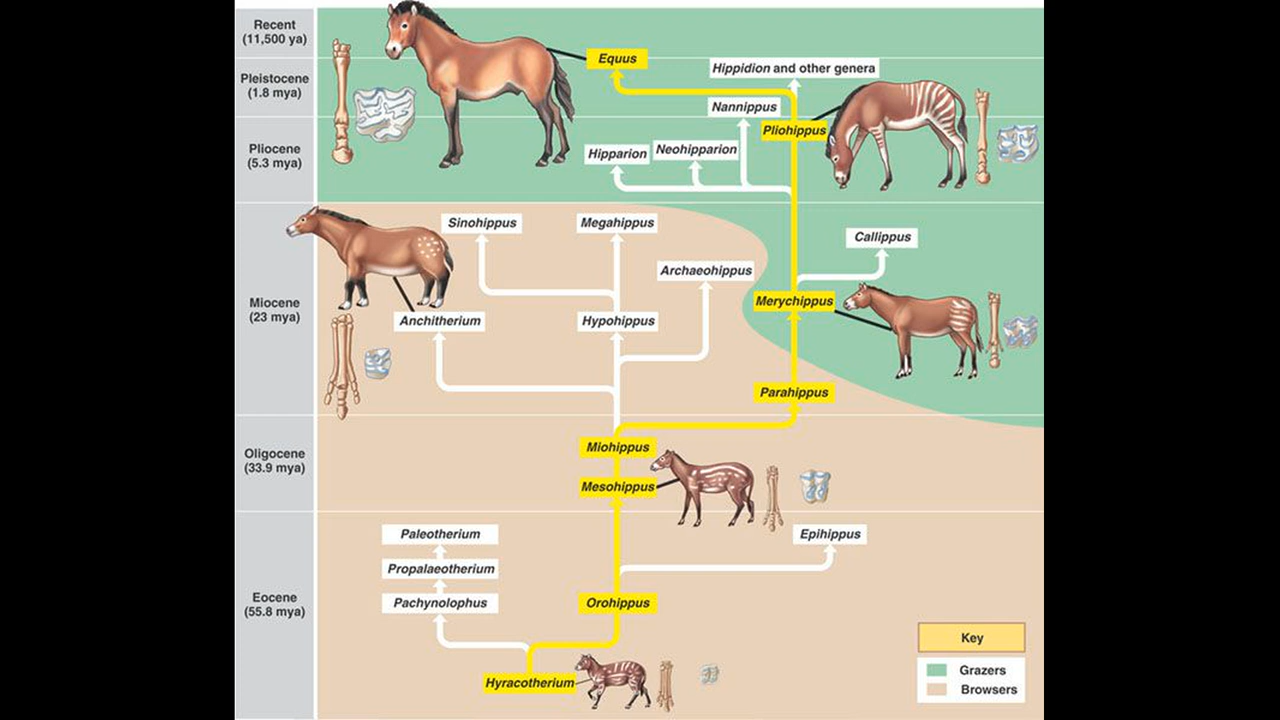 Recent
(11,500 ya)
Equus
Hippidion and other genera
Pleistocene
(1.8 mya)
Nannippus
Pliohippus
Pliocene
(5.3 mya)
Hipparion
Neohipparion
Sinohippus
Megahippus
Callippus
Archaeohippus
Miocene
(23 mya)
Merychippus
Anchitherium
Hypohippus
Parahippus
Oligocene
(33.9 mya)
Miohippus
Mesohippus
Paleotherium
Epihippus
Propalaeotherium
Eocene
(55.8 mya)
Pachynolophus
Orohippus
Hyracotherium
Key
Grazers
Browsers